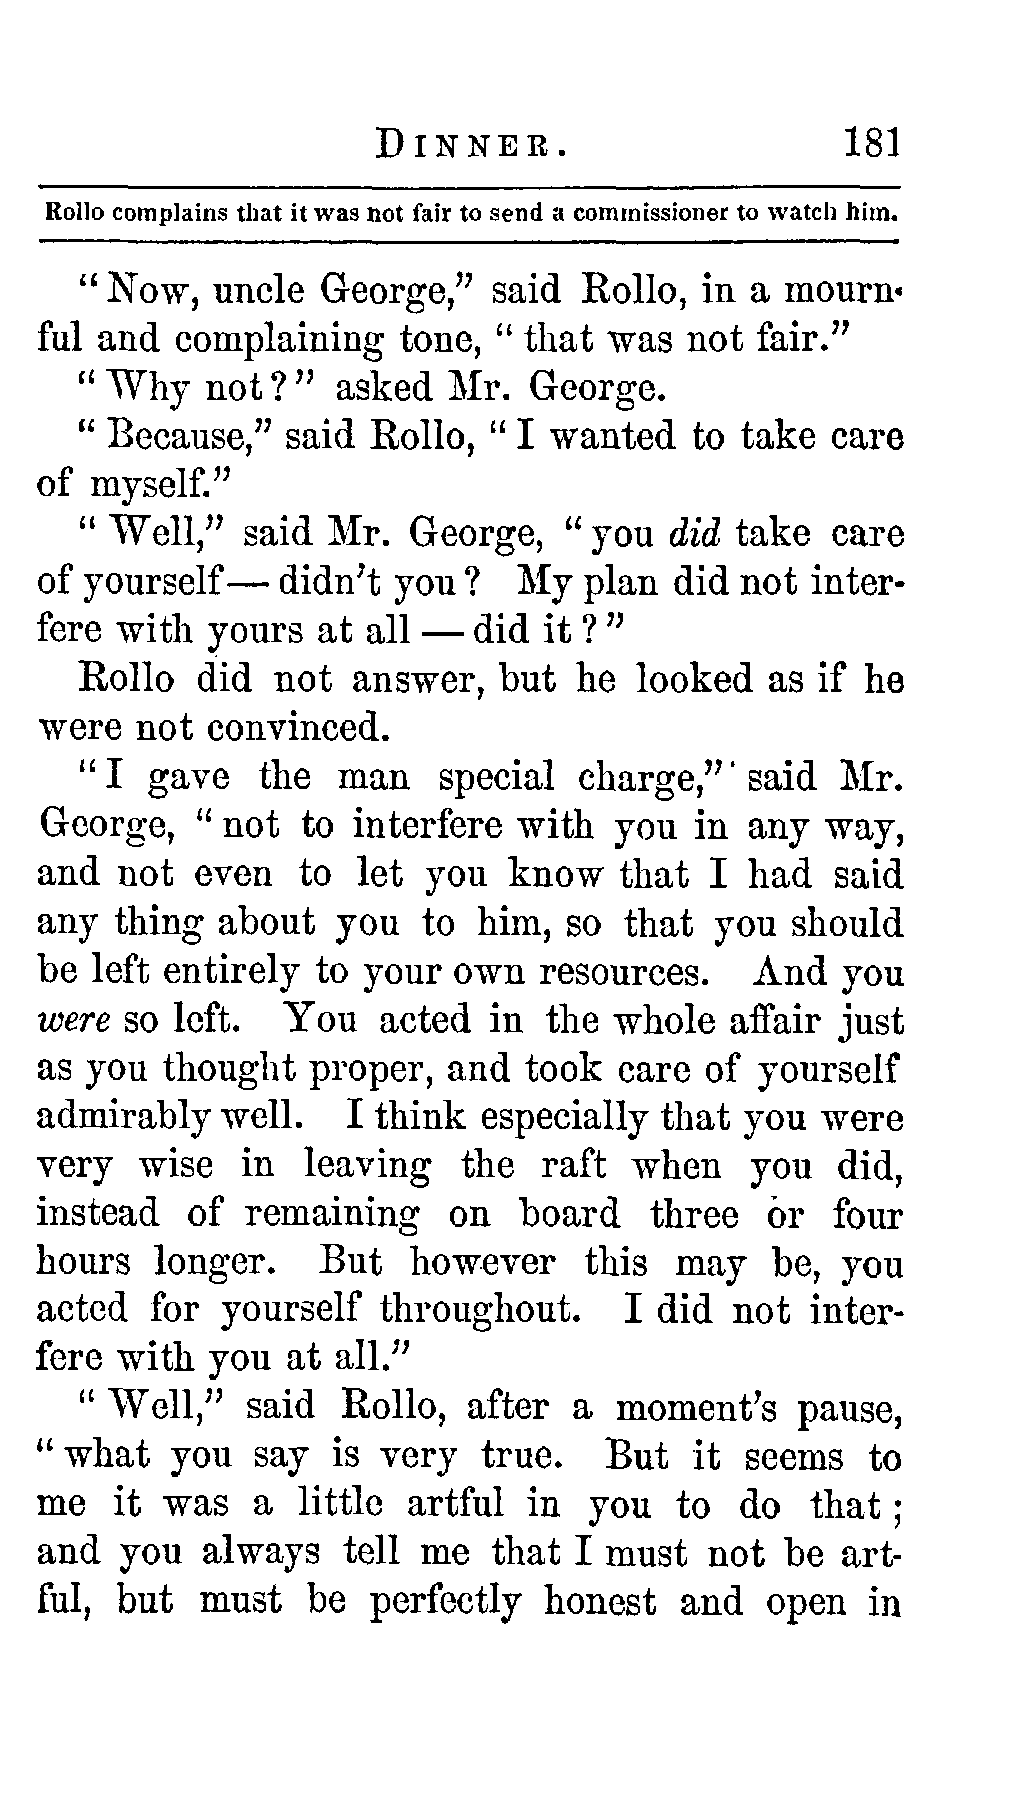 DINNER. 181
Rollo complains that it was not fair to send a commissioner to watch him.
“Now, uncle George,” said Rollo, in a mourn-
ful and complaining tone, “that was not fair.”
“Why not?” asked Mr. George.
“Because,” said Rollo, “I wanted to take care
of myself.”
“Well,” said Mr. George, “you did take care
of yourself— didn’t you? My plan did not inter-
fere with yours at all — did it?”
Rollo did not answer, but he looked as if he
were not convinced.
“I gave the man special charge,” said Mr.
George, “not to interfere with you in any way,
and not even to let you know that I had said
any thing about you to him, so that you should
be left entirely to your own resources. And you
were so left. You acted in the whole affair just
as you thought proper, and took care of yourself
admirably well. I think especially that you were
very wise in leaving the raft when you did,
instead of remaining on board three or four
hours longer. But however this may be, you
acted for yourself throughout. I did not inter-
fere with you at all.”
“Well,” said Rollo, after a moment’s pause,
“what you say is very true. But it seems to
me it was a little artful in you to do that;
and you always tell me that I must not be art-
ful, but must be perfectly honest and open in